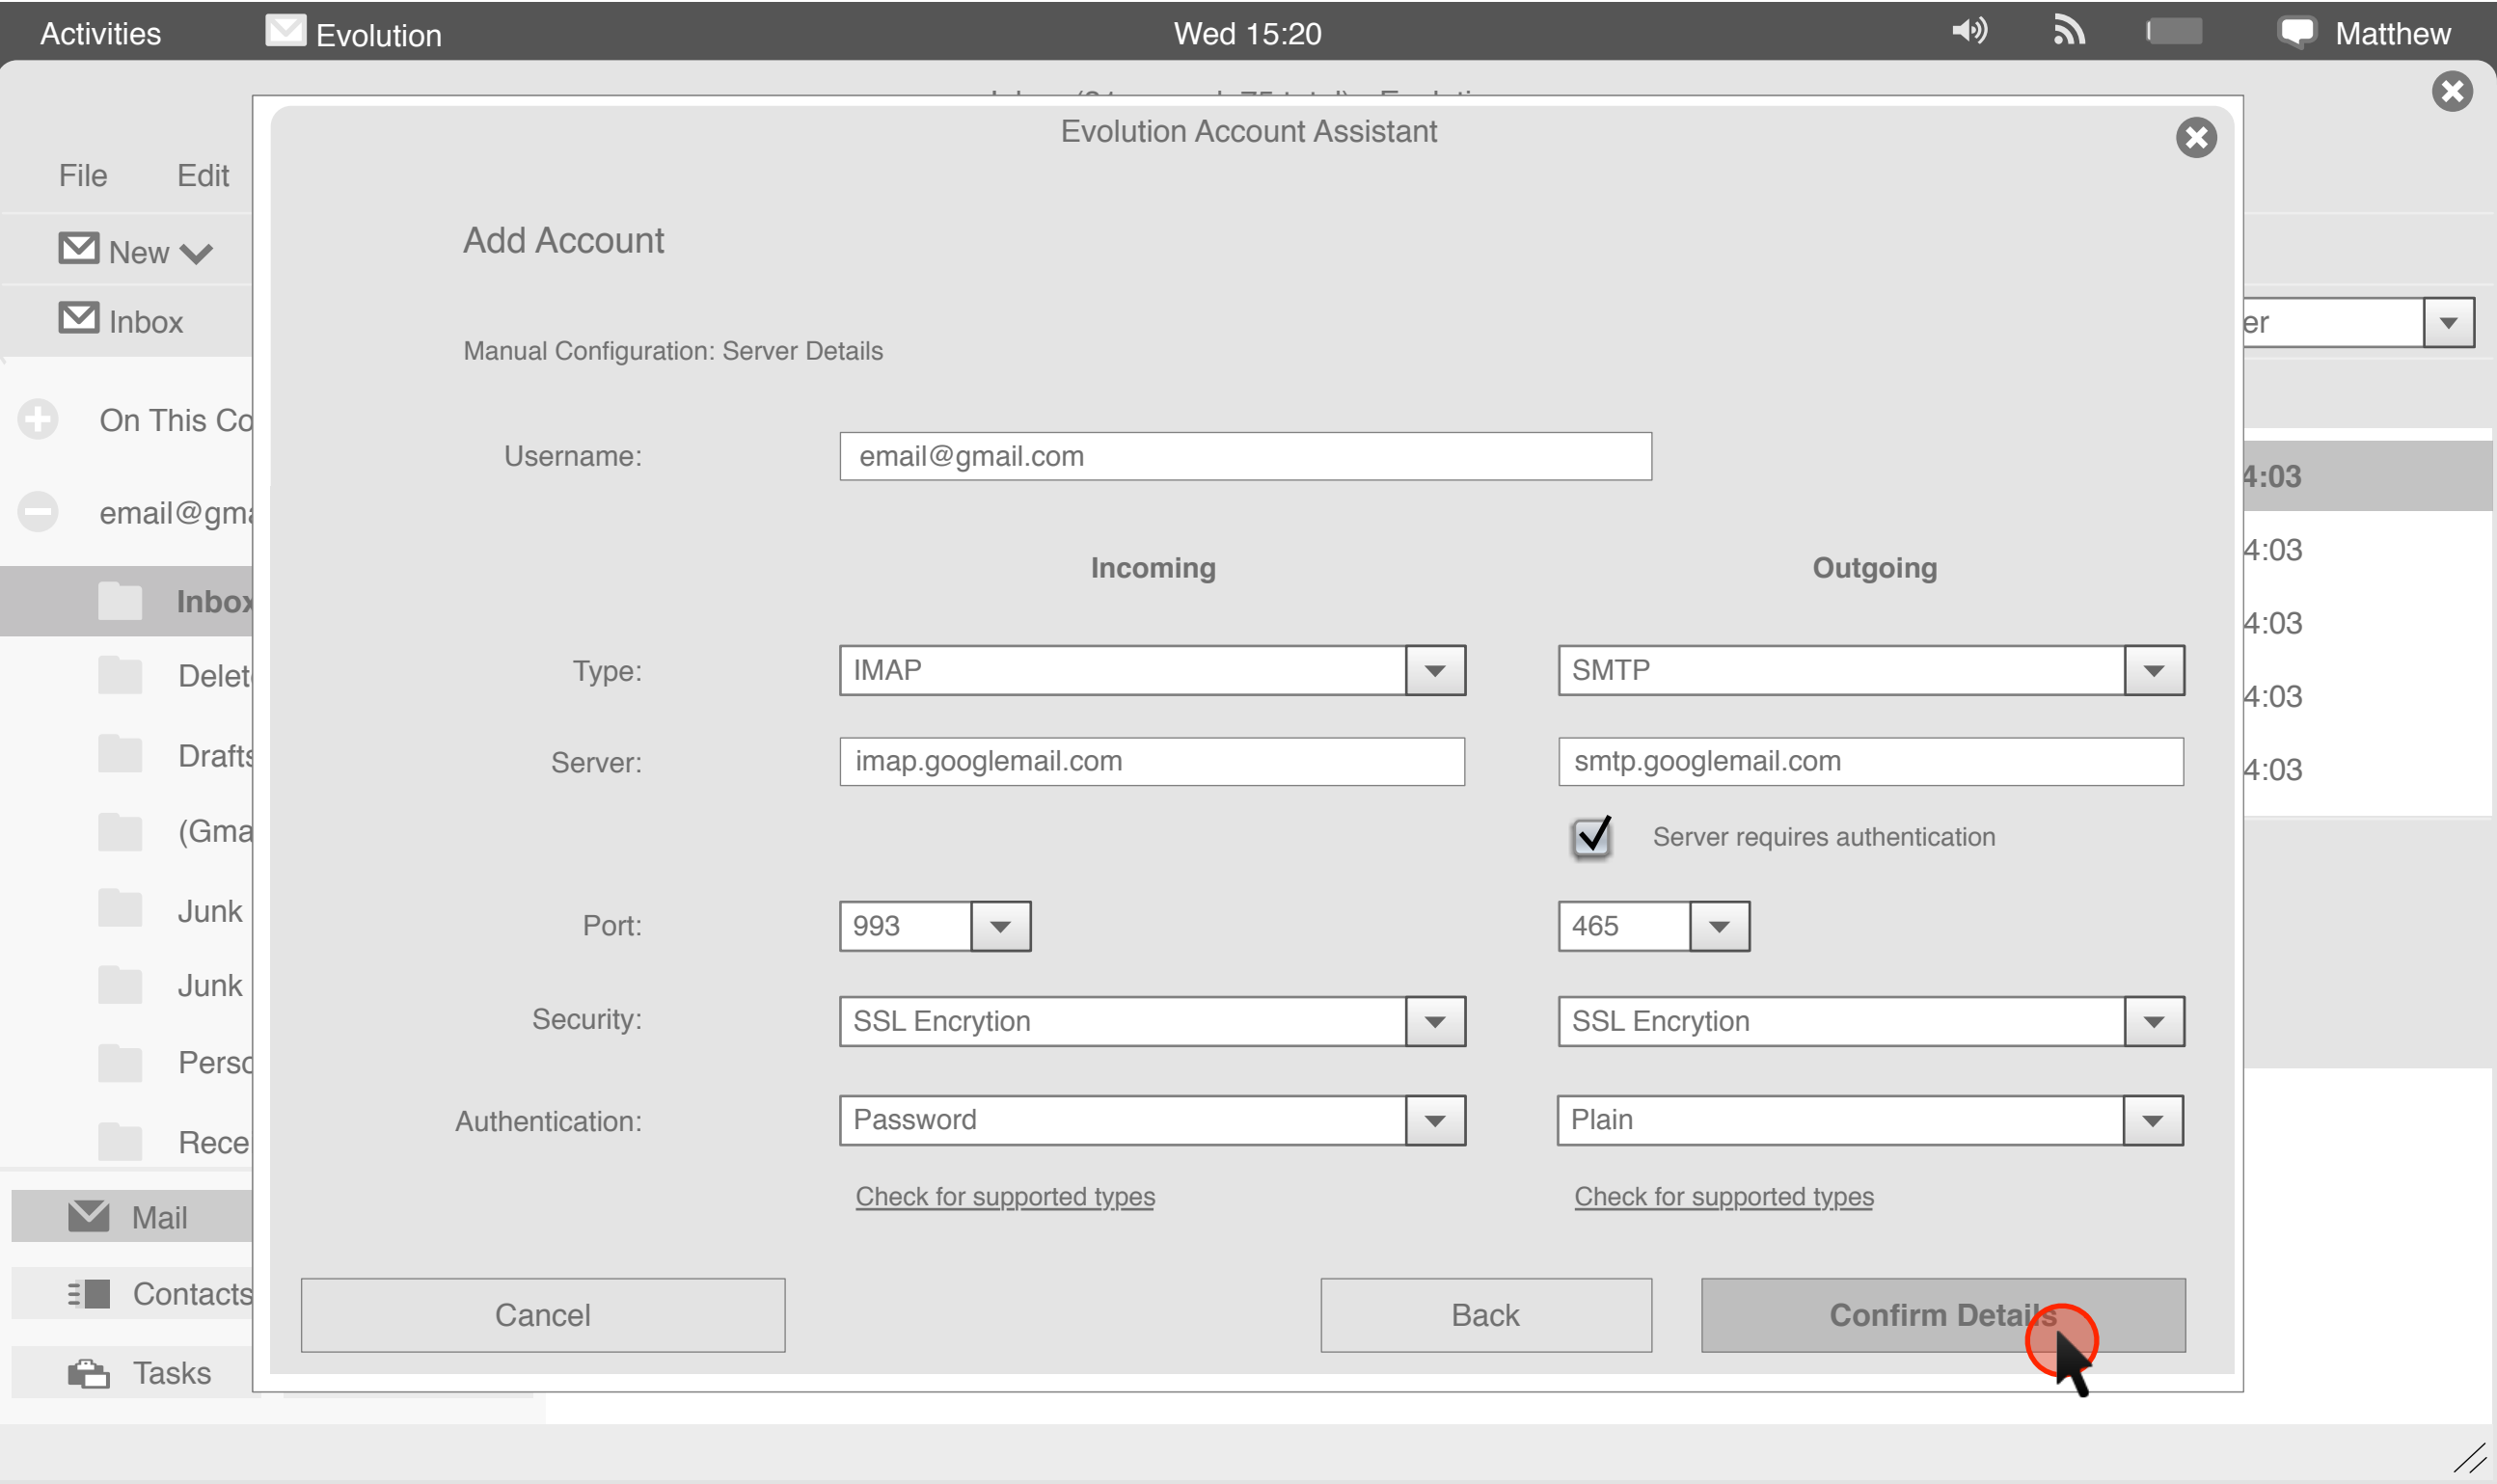 Activities Evolution Wed 15:20 Matthew
Evolution Account Assistant
File Edit
Add Account
New
Inbox
er
Manual Configuration: Server Details
On This Co
Username: email@gmail.com
4:03
email@gma
4:03
Incoming Outgoing
Inbox
4:03
Type: IMAP SMTP
Delet
4:03
Server: imap.googlemail.com smtp.googlemail.com
Drafts
4:03
(Gma
Server requires authentication
Junk
Port: 993 465
Junk
Security: SSL Encrytion SSL Encrytion
Perso
Authentication: Password Plain
Rece
Check for supported types Check for supported types
Mail
Contacts
Cancel Back Confirm Details
Tasks